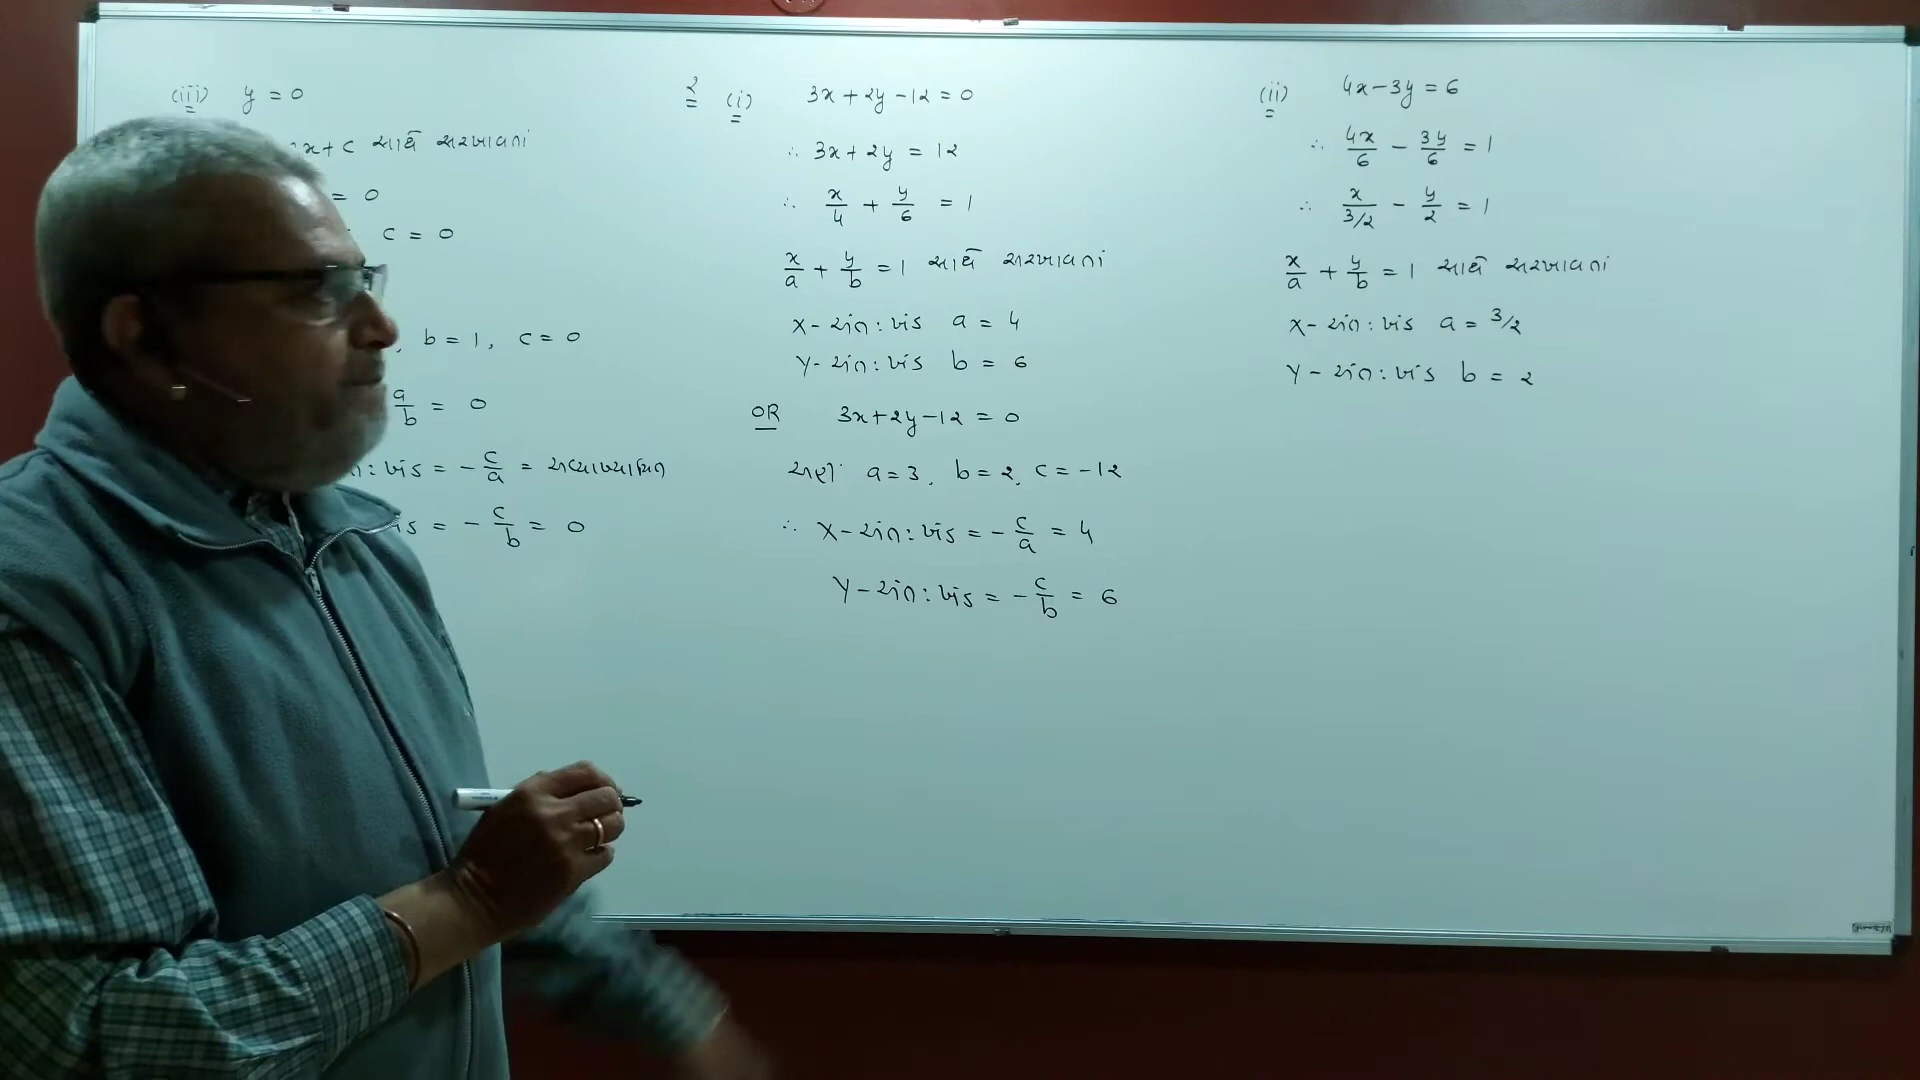 (iii) y = 0
x + c સાથે સરખાવતાં
= 0
c = 0
, b = 1, c = 0
a/b = 0
: ખંડ = - c/a = અવ્યાખ્યાયિત
= - c/b = 0
2 (i) 3x + 2y - 12 = 0
∴ 3x + 2y = 12
∴ x/4 + y/6 = 1
x/a + y/b = 1 સાથે સરખાવતાં
X - અંત:ખંડ a = 4
Y - અંત:ખંડ b = 6
OR 3x + 2y - 12 = 0
અહીં a = 3, b = 2, c = -12
∴ X - અંત:ખંડ = - c/a = 4
Y - અંત:ખંડ = - c/b = 6
(ii) 4x - 3y = 6
∴ 4x/6 - 3y/6 = 1
∴ x/3/2 - y/2 = 1
x/a + y/b = 1 સાથે સરખાવતાં
X - અંત:ખંડ a = 3/2
Y - અંત:ખંડ b = 2